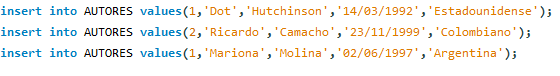 insert into AUTORES values(1,'Dot','Hutchinson','14/03/1992','Estadounidense');
insert into AUTORES values(2,'Ricardo','Camacho','23/11/1999','Colombiano');
insert into AUTORES values(1,'Mariona','Molina','02/06/1997','Argentina');